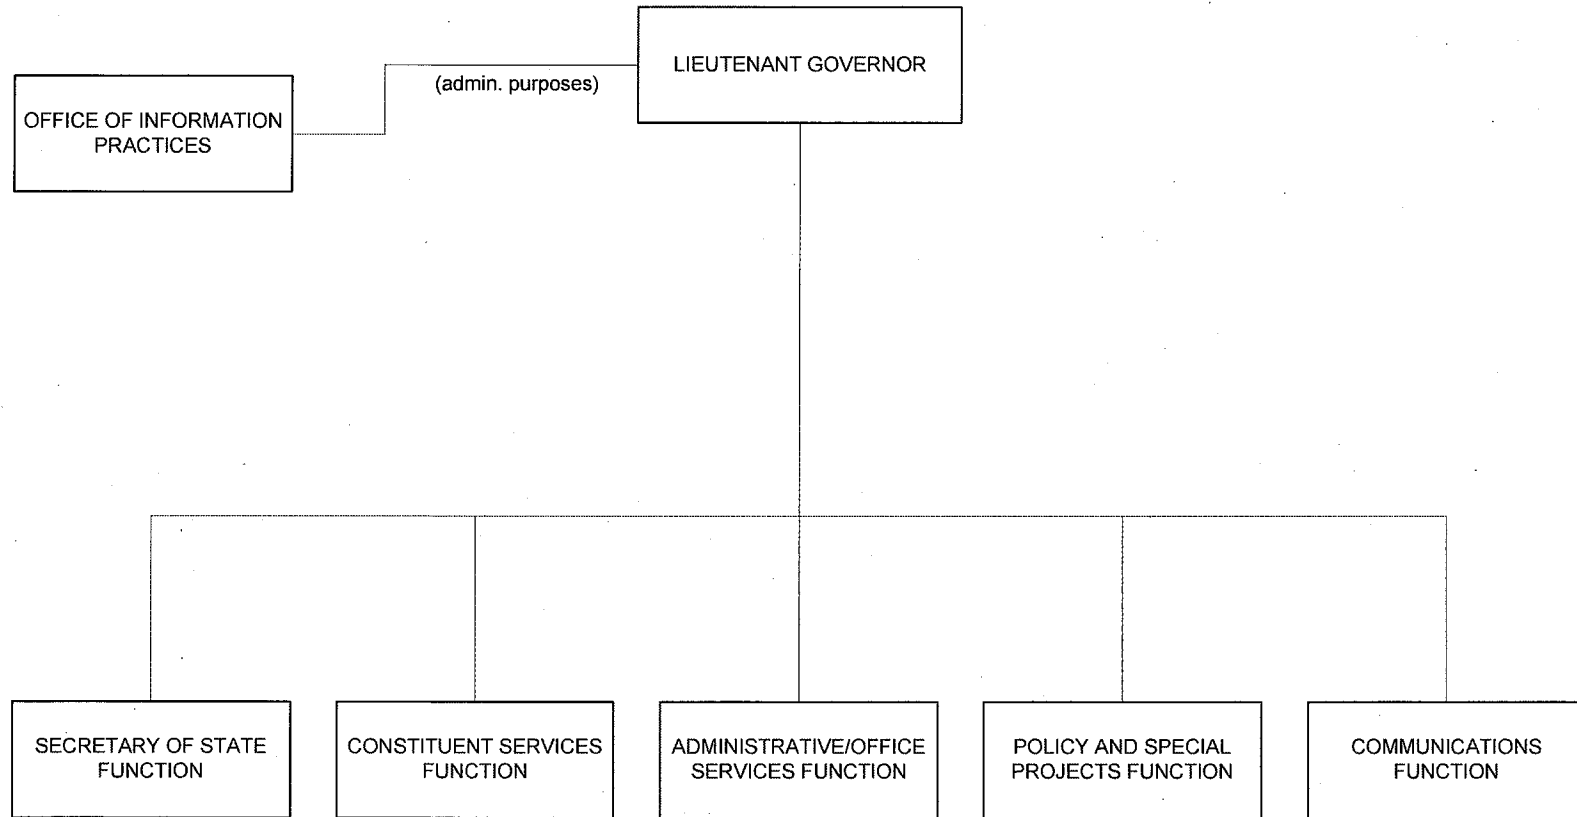 LIEUTENANT GOVERNOR
(admin. purposes)
OFFICE OF INFORMATION
PRACTICES
SECRETARY OF STATE
FUNCTION
CONSTITUENT SERVICES
FUNCTION
ADMINISTRATIVE/OFFICE
SERVICES FUNCTION
POLICY AND SPECIAL
PROJECTS FUNCTION
COMMUNICATIONS
FUNCTION